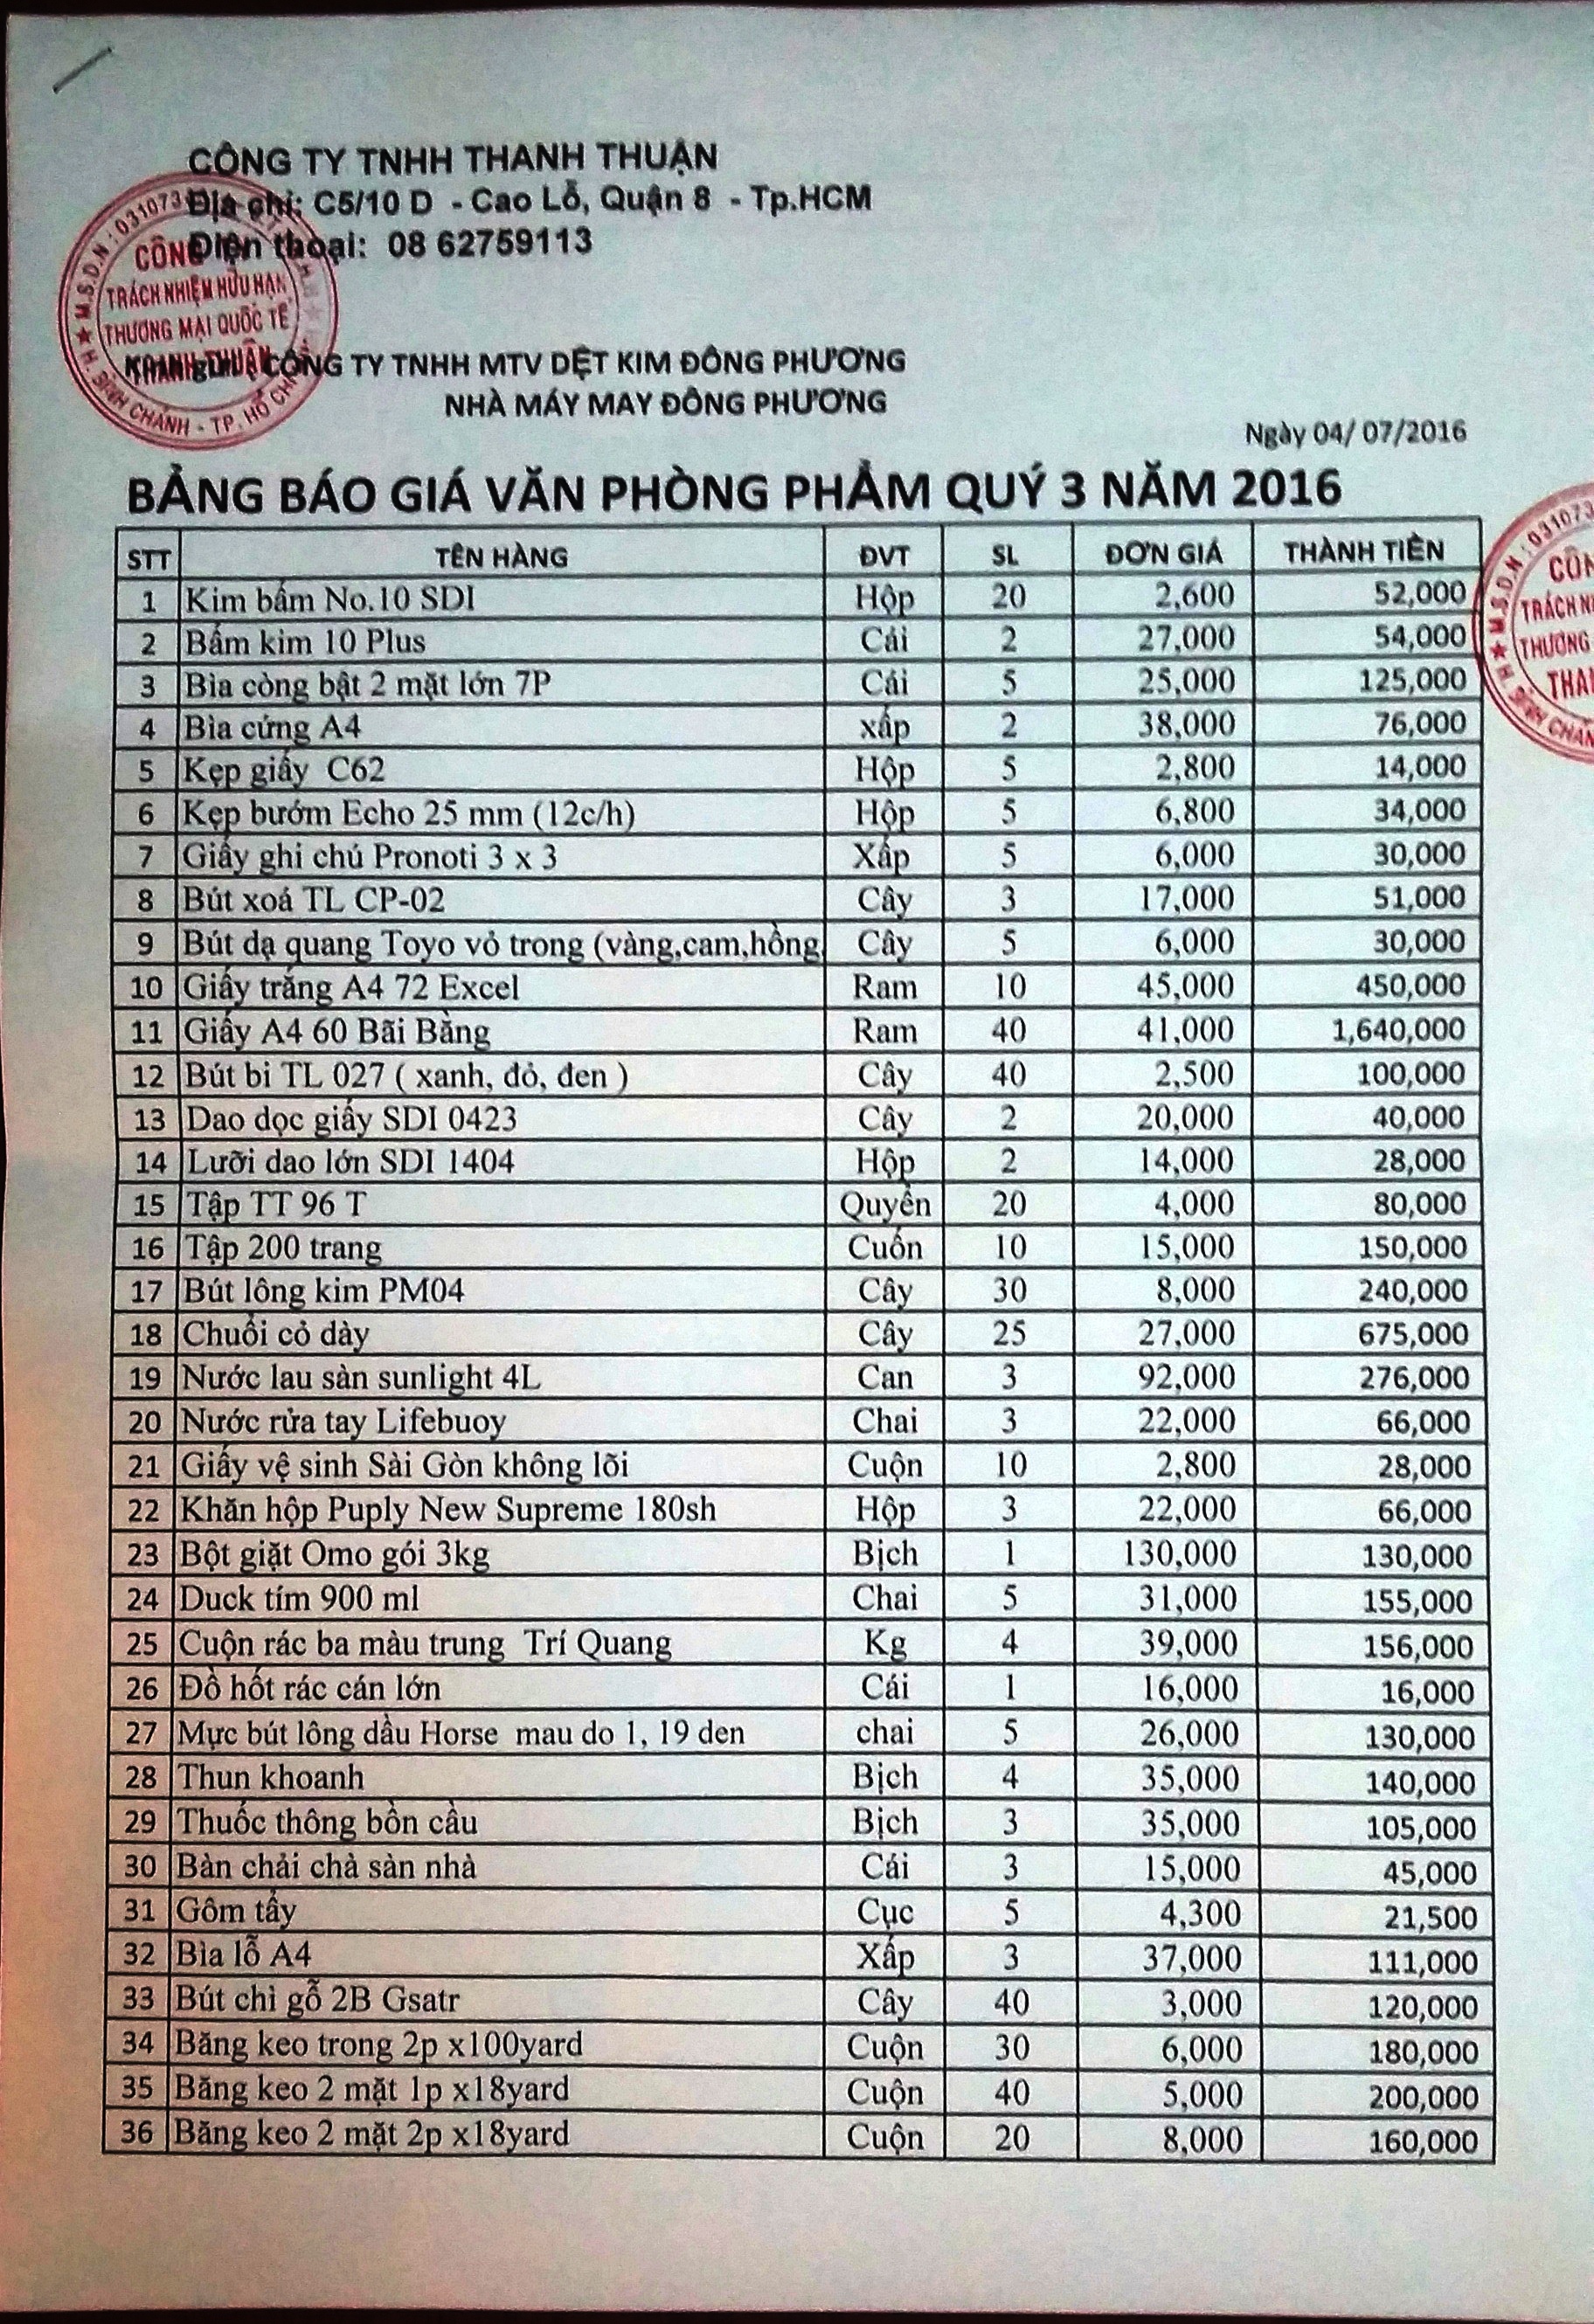 CÔNG TY TNHH THANH THUẬN
Địa chỉ: C5/10 D - Cao Lỗ, Quận 8 - Tp.HCM
Điện thoại: 08 62759113
Kính gửi: CÔNG TY TNHH MTV DỆT KIM ĐÔNG PHƯƠNG
NHÀ MÁY MAY ĐÔNG PHƯƠNG
Ngày 04/ 07/2016
BẢNG BÁO GIÁ VĂN PHÒNG PHẨM QUÝ 3 NĂM 2016
STT TÊN HÀNG ĐVT SL ĐƠN GIÁ THÀNH TIỀN
1 Kim bấm No.10 SDI Hộp 20 2,600 52,000
2 Bấm kim 10 Plus Cái 2 27,000 54,000
3 Bìa còng bật 2 mặt lớn 7P Cái 5 25,000 125,000
4 Bìa cứng A4 xấp 2 38,000 76,000
5 Kẹp giấy C62 Hộp 5 2,800 14,000
6 Kẹp bướm Echo 25 mm (12c/h) Hộp 5 6,800 34,000
7 Giấy ghi chú Pronoti 3 x 3 Xấp 5 6,000 30,000
8 Bút xoá TL CP-02 Cây 3 17,000 51,000
9 Bút dạ quang Toyo vỏ trong (vàng,cam,hồng, Cây 5 6,000 30,000
10 Giấy trắng A4 72 Excel Ram 10 45,000 450,000
11 Giấy A4 60 Bãi Bằng Ram 40 41,000 1,640,000
12 Bút bi TL 027 ( xanh, đỏ, đen ) Cây 40 2,500 100,000
13 Dao dọc giấy SDI 0423 Cây 2 20,000 40,000
14 Lưỡi dao lớn SDI 1404 Hộp 2 14,000 28,000
15 Tập TT 96 T Quyển 20 4,000 80,000
16 Tập 200 trang Cuốn 10 15,000 150,000
17 Bút lông kim PM04 Cây 30 8,000 240,000
18 Chuổi cỏ dày Cây 25 27,000 675,000
19 Nước lau sàn sunlight 4L Can 3 92,000 276,000
20 Nước rửa tay Lifebuoy Chai 3 22,000 66,000
21 Giấy vệ sinh Sài Gòn không lõi Cuộn 10 2,800 28,000
22 Khăn hộp Puply New Supreme 180sh Hộp 3 22,000 66,000
23 Bột giặt Omo gói 3kg Bịch 1 130,000 130,000
24 Duck tím 900 ml Chai 5 31,000 155,000
25 Cuộn rác ba màu trung Trí Quang Kg 4 39,000 156,000
26 Đồ hốt rác cán lớn Cái 1 16,000 16,000
27 Mực bút lông dầu Horse mau do 1, 19 den chai 5 26,000 130,000
28 Thun khoanh Bịch 4 35,000 140,000
29 Thuốc thông bồn cầu Bịch 3 35,000 105,000
30 Bàn chải chà sàn nhà Cái 3 15,000 45,000
31 Gôm tẩy Cục 5 4,300 21,500
32 Bìa lỗ A4 Xấp 3 37,000 111,000
33 Bút chì gỗ 2B Gsatr Cây 40 3,000 120,000
34 Băng keo trong 2p x100yard Cuộn 30 6,000 180,000
35 Băng keo 2 mặt 1p x18yard Cuộn 40 5,000 200,000
36 Băng keo 2 mặt 2p x18yard Cuộn 20 8,000 160,000
M.S.D.N : 031073
CÔNG
TRÁCH NHIỆM HỮU HẠN
THƯƠNG MẠI QUỐC TẾ
THANH THUẬN
H. BÌNH CHÁNH - TP. HỒ CHÍ
M.S.D.N : 031073
TRÁCH
THƯƠNG
H. BÌNH CHÁN